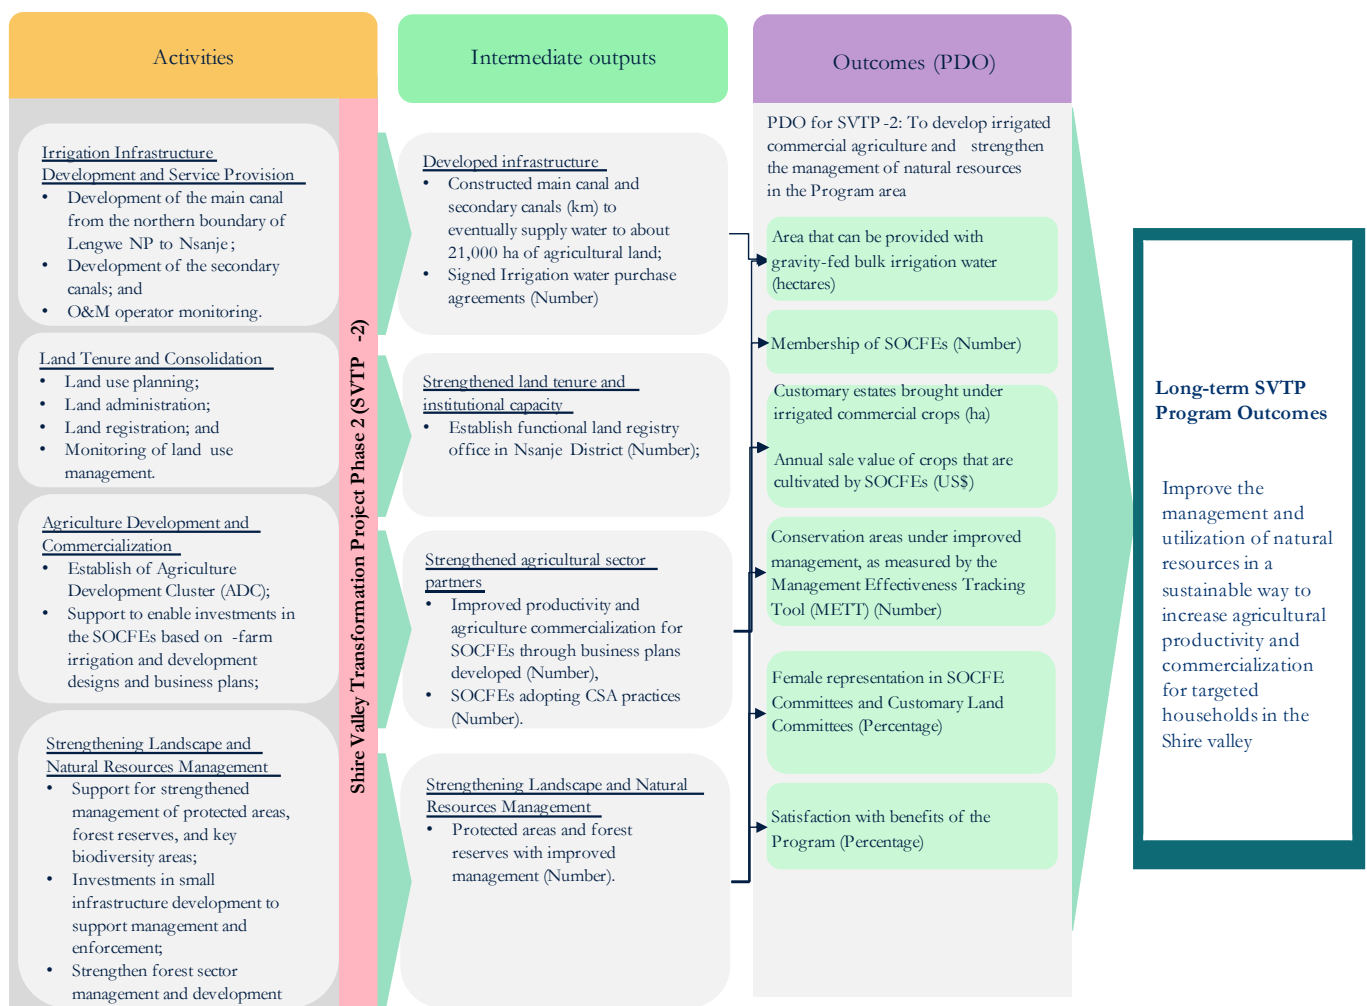 Activities
Irrigation Infrastructure
Development and Service Provision
• Development of the main canal
from the northern boundary of
Lengwe NP to Nsanje;
• Development of the secondary
canals; and
• O&M operator monitoring.
Land Tenure and Consolidation
• Land use planning;
• Land administration;
• Land registration; and
• Monitoring of land use
management.
Agriculture Development and
Commercialization
• Establish of Agriculture
Development Cluster (ADC);
• Support to enable investments in
the SOCFEs based on -farm
irrigation and development
designs and business plans;
Strengthening Landscape and
Natural Resources Management
• Support for strengthened
management of protected areas,
forest reserves, and key
biodiversity areas;
• Investments in small
infrastructure development to
support management and
enforcement;
• Strengthen forest sector
management and development
Shire Valley Transformation Project Phase 2 (SVTP -2)
Intermediate outputs
Developed infrastructure
• Constructed main canal and
secondary canals (km) to
eventually supply water to about
21,000 ha of agricultural land;
• Signed Irrigation water purchase
agreements (Number)
Strengthened land tenure and
institutional capacity
• Establish functional land registry
office in Nsanje District (Number);
Strengthened agricultural sector
partners
• Improved productivity and
agriculture commercialization for
SOCFEs through business plans
developed (Number),
• SOCFEs adopting CSA practices
(Number).
Strengthening Landscape and Natural
Resources Management
• Protected areas and forest
reserves with improved
management (Number).
Outcomes (PDO)
PDO for SVTP -2: To develop irrigated
commercial agriculture and strengthen
the management of natural resources
in the Program area
Area that can be provided with
gravity-fed bulk irrigation water
(hectares)
Membership of SOCFEs (Number)
Customary estates brought under
irrigated commercial crops (ha)
Annual sale value of crops that are
cultivated by SOCFEs (US$)
Conservation areas under improved
management, as measured by the
Management Effectiveness Tracking
Tool (METT) (Number)
Female representation in SOCFE
Committees and Customary Land
Committees (Percentage)
Satisfaction with benefits of the
Program (Percentage)
Long-term SVTP
Program Outcomes
Improve the
management and
utilization of natural
resources in a
sustainable way to
increase agricultural
productivity and
commercialization
for targeted
households in the
Shire valley